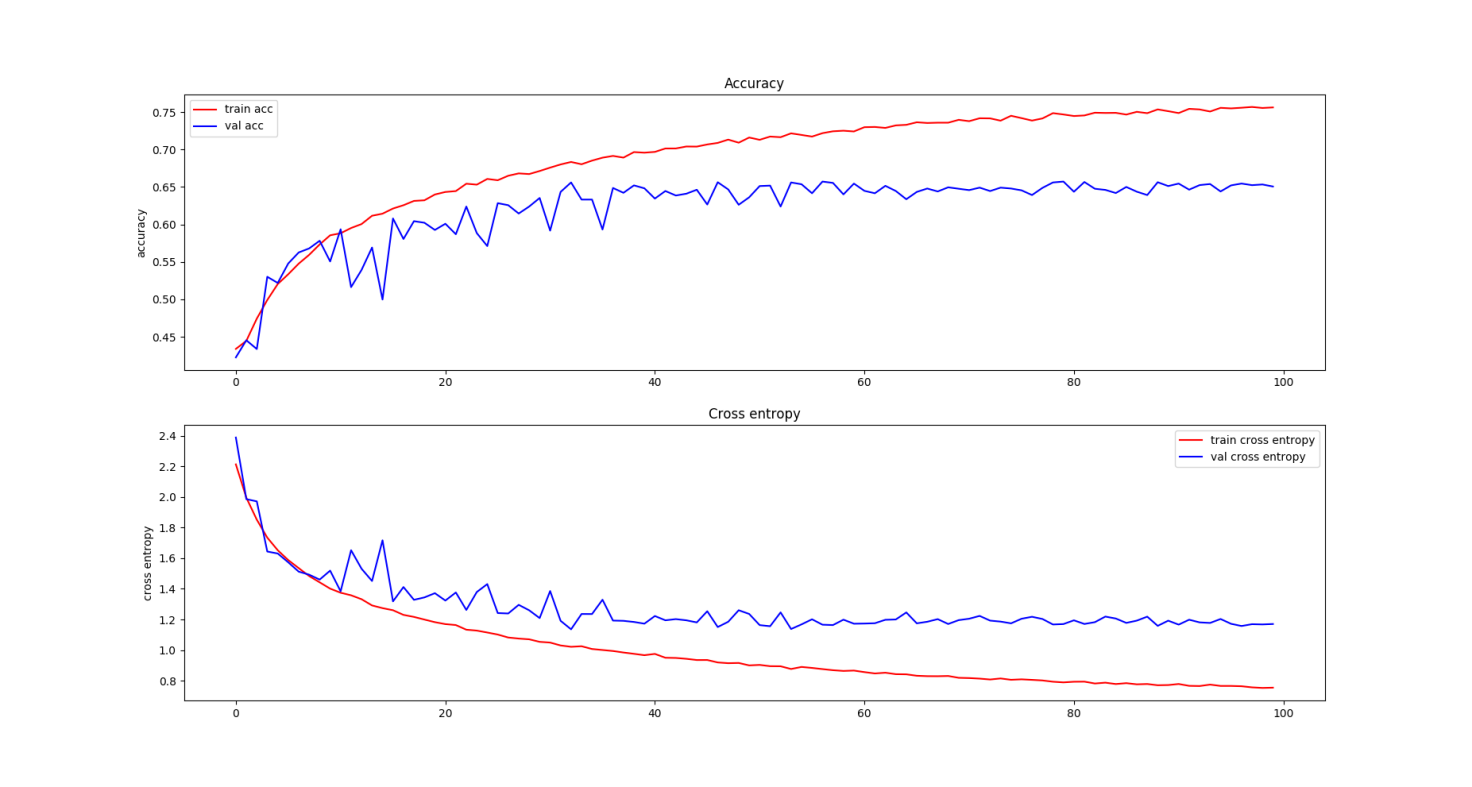 Accuracy
train acc
val acc
accuracy
0.75
0.70
0.65
0.60
0.55
0.50
0.45
0 20 40 60 80 100
Cross entropy
train cross entropy
val cross entropy
cross entropy
2.4
2.2
2.0
1.8
1.6
1.4
1.2
1.0
0.8
0 20 40 60 80 100